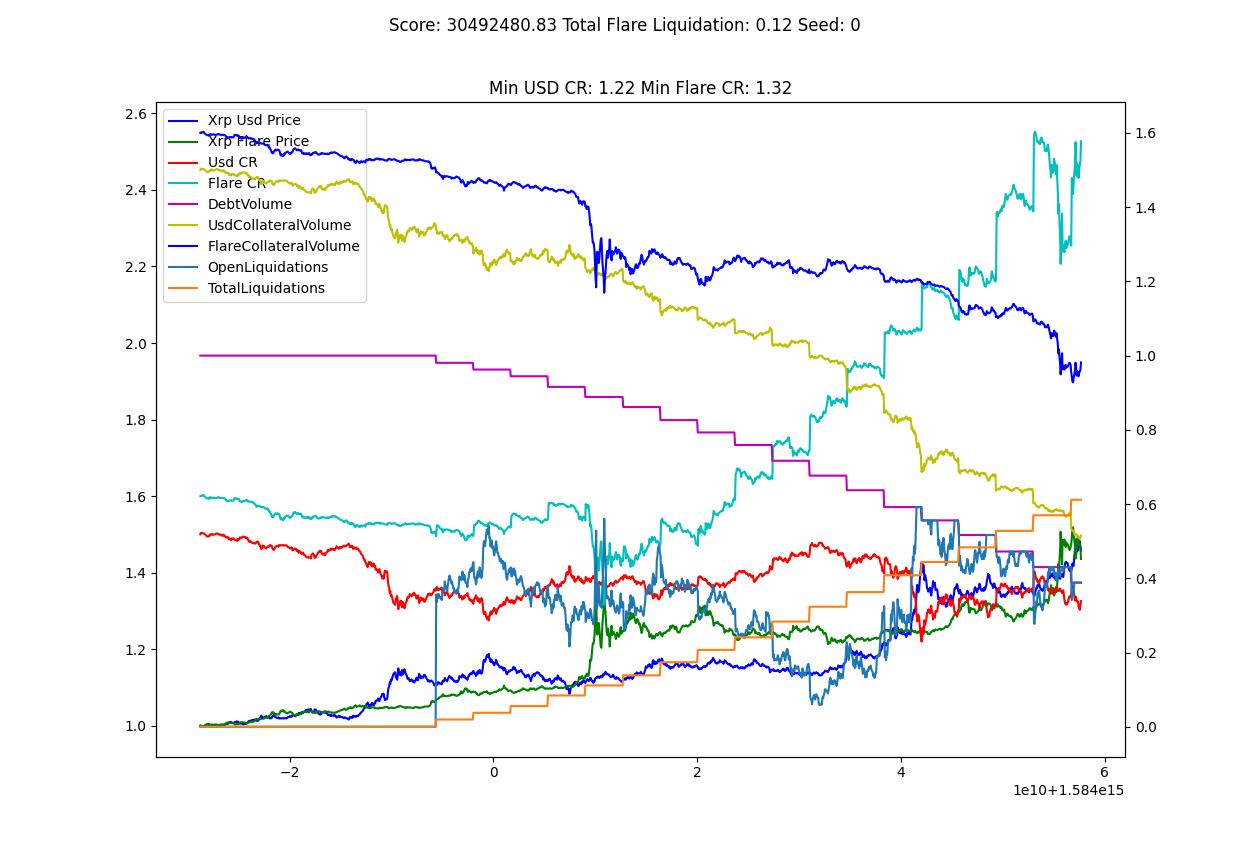 Score: 30492480.83 Total Flare Liquidation: 0.12 Seed: 0
Min USD CR: 1.22 Min Flare CR: 1.32
2.6
2.4
2.2
2.0
1.8
1.6
1.4
1.2
1.0
Xrp Usd Price
Xrp Flare Price
Usd CR
Flare CR
DebtVolume
UsdCollateralVolume
FlareCollateralVolume
OpenLiquidations
TotalLiquidations
1.6
1.4
1.2
1.0
0.8
0.6
0.4
0.2
0.0
−2 0 2 4 6
1e10+1.584e15